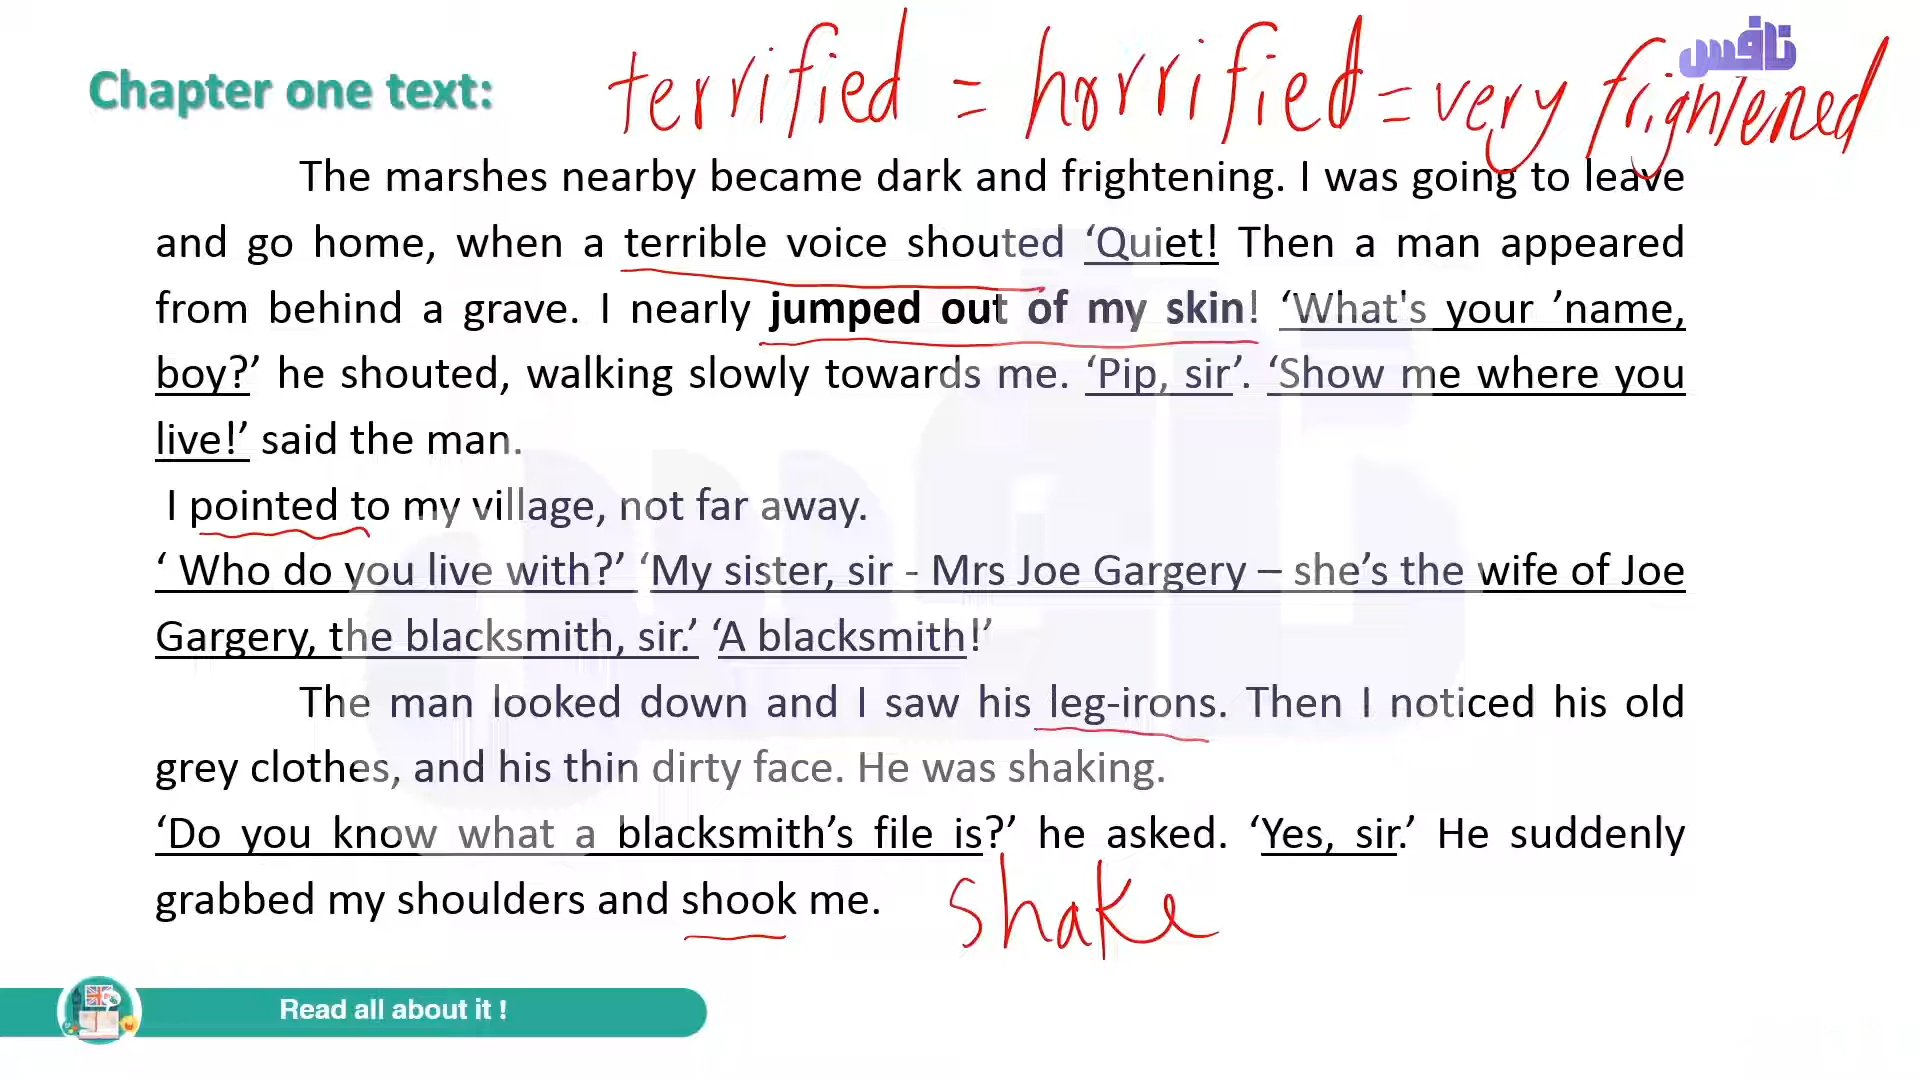 نافس
terrified = horrified = very frightened
Chapter one text:
The marshes nearby became dark and frightening. I was going to leave
and go home, when a terrible voice shouted ‘Quiet! Then a man appeared
from behind a grave. I nearly jumped out of my skin! ‘What's your ’name,
boy?’ he shouted, walking slowly towards me. ‘Pip, sir’. ‘Show me where you
live!’ said the man.
I pointed to my village, not far away.
‘ Who do you live with?’ ‘My sister, sir - Mrs Joe Gargery – she’s the wife of Joe
Gargery, the blacksmith, sir.’ ‘A blacksmith!’
The man looked down and I saw his leg-irons. Then I noticed his old
grey clothes, and his thin dirty face. He was shaking.
‘Do you know what a blacksmith’s file is?’ he asked. ‘Yes, sir.’ He suddenly
grabbed my shoulders and shook me.
shake
Read all about it !